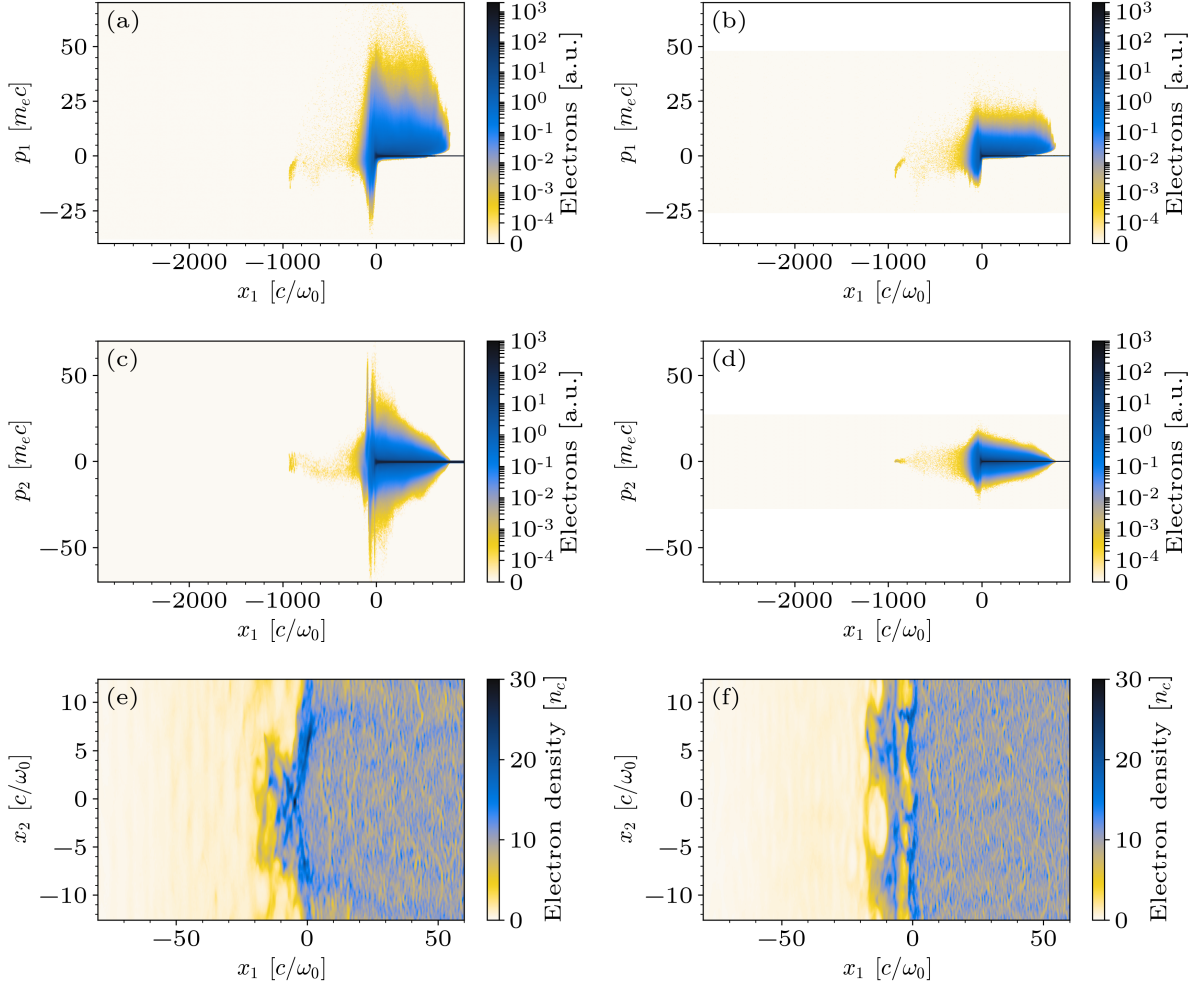 (a)
50
25
0
−25
p₁ [mₑc]
−2000 −1000 0
x₁ [c/ω₀]
10³
10²
10¹
10⁰
10⁻¹
10⁻²
10⁻³
10⁻⁴
0
Electrons [a.u.]
(b)
50
25
0
−25
p₁ [mₑc]
−2000 −1000 0
x₁ [c/ω₀]
10³
10²
10¹
10⁰
10⁻¹
10⁻²
10⁻³
10⁻⁴
0
Electrons [a.u.]
(c)
50
0
−50
p₂ [mₑc]
−2000 −1000 0
x₁ [c/ω₀]
10³
10²
10¹
10⁰
10⁻¹
10⁻²
10⁻³
10⁻⁴
0
Electrons [a.u.]
(d)
50
0
−50
p₂ [mₑc]
−2000 −1000 0
x₁ [c/ω₀]
10³
10²
10¹
10⁰
10⁻¹
10⁻²
10⁻³
10⁻⁴
0
Electrons [a.u.]
(e)
10
5
0
−5
−10
x₂ [c/ω₀]
−50 0 50
x₁ [c/ω₀]
30
20
10
0
Electron density [n_c]
(f)
10
5
0
−5
−10
x₂ [c/ω₀]
−50 0 50
x₁ [c/ω₀]
30
20
10
0
Electron density [n_c]